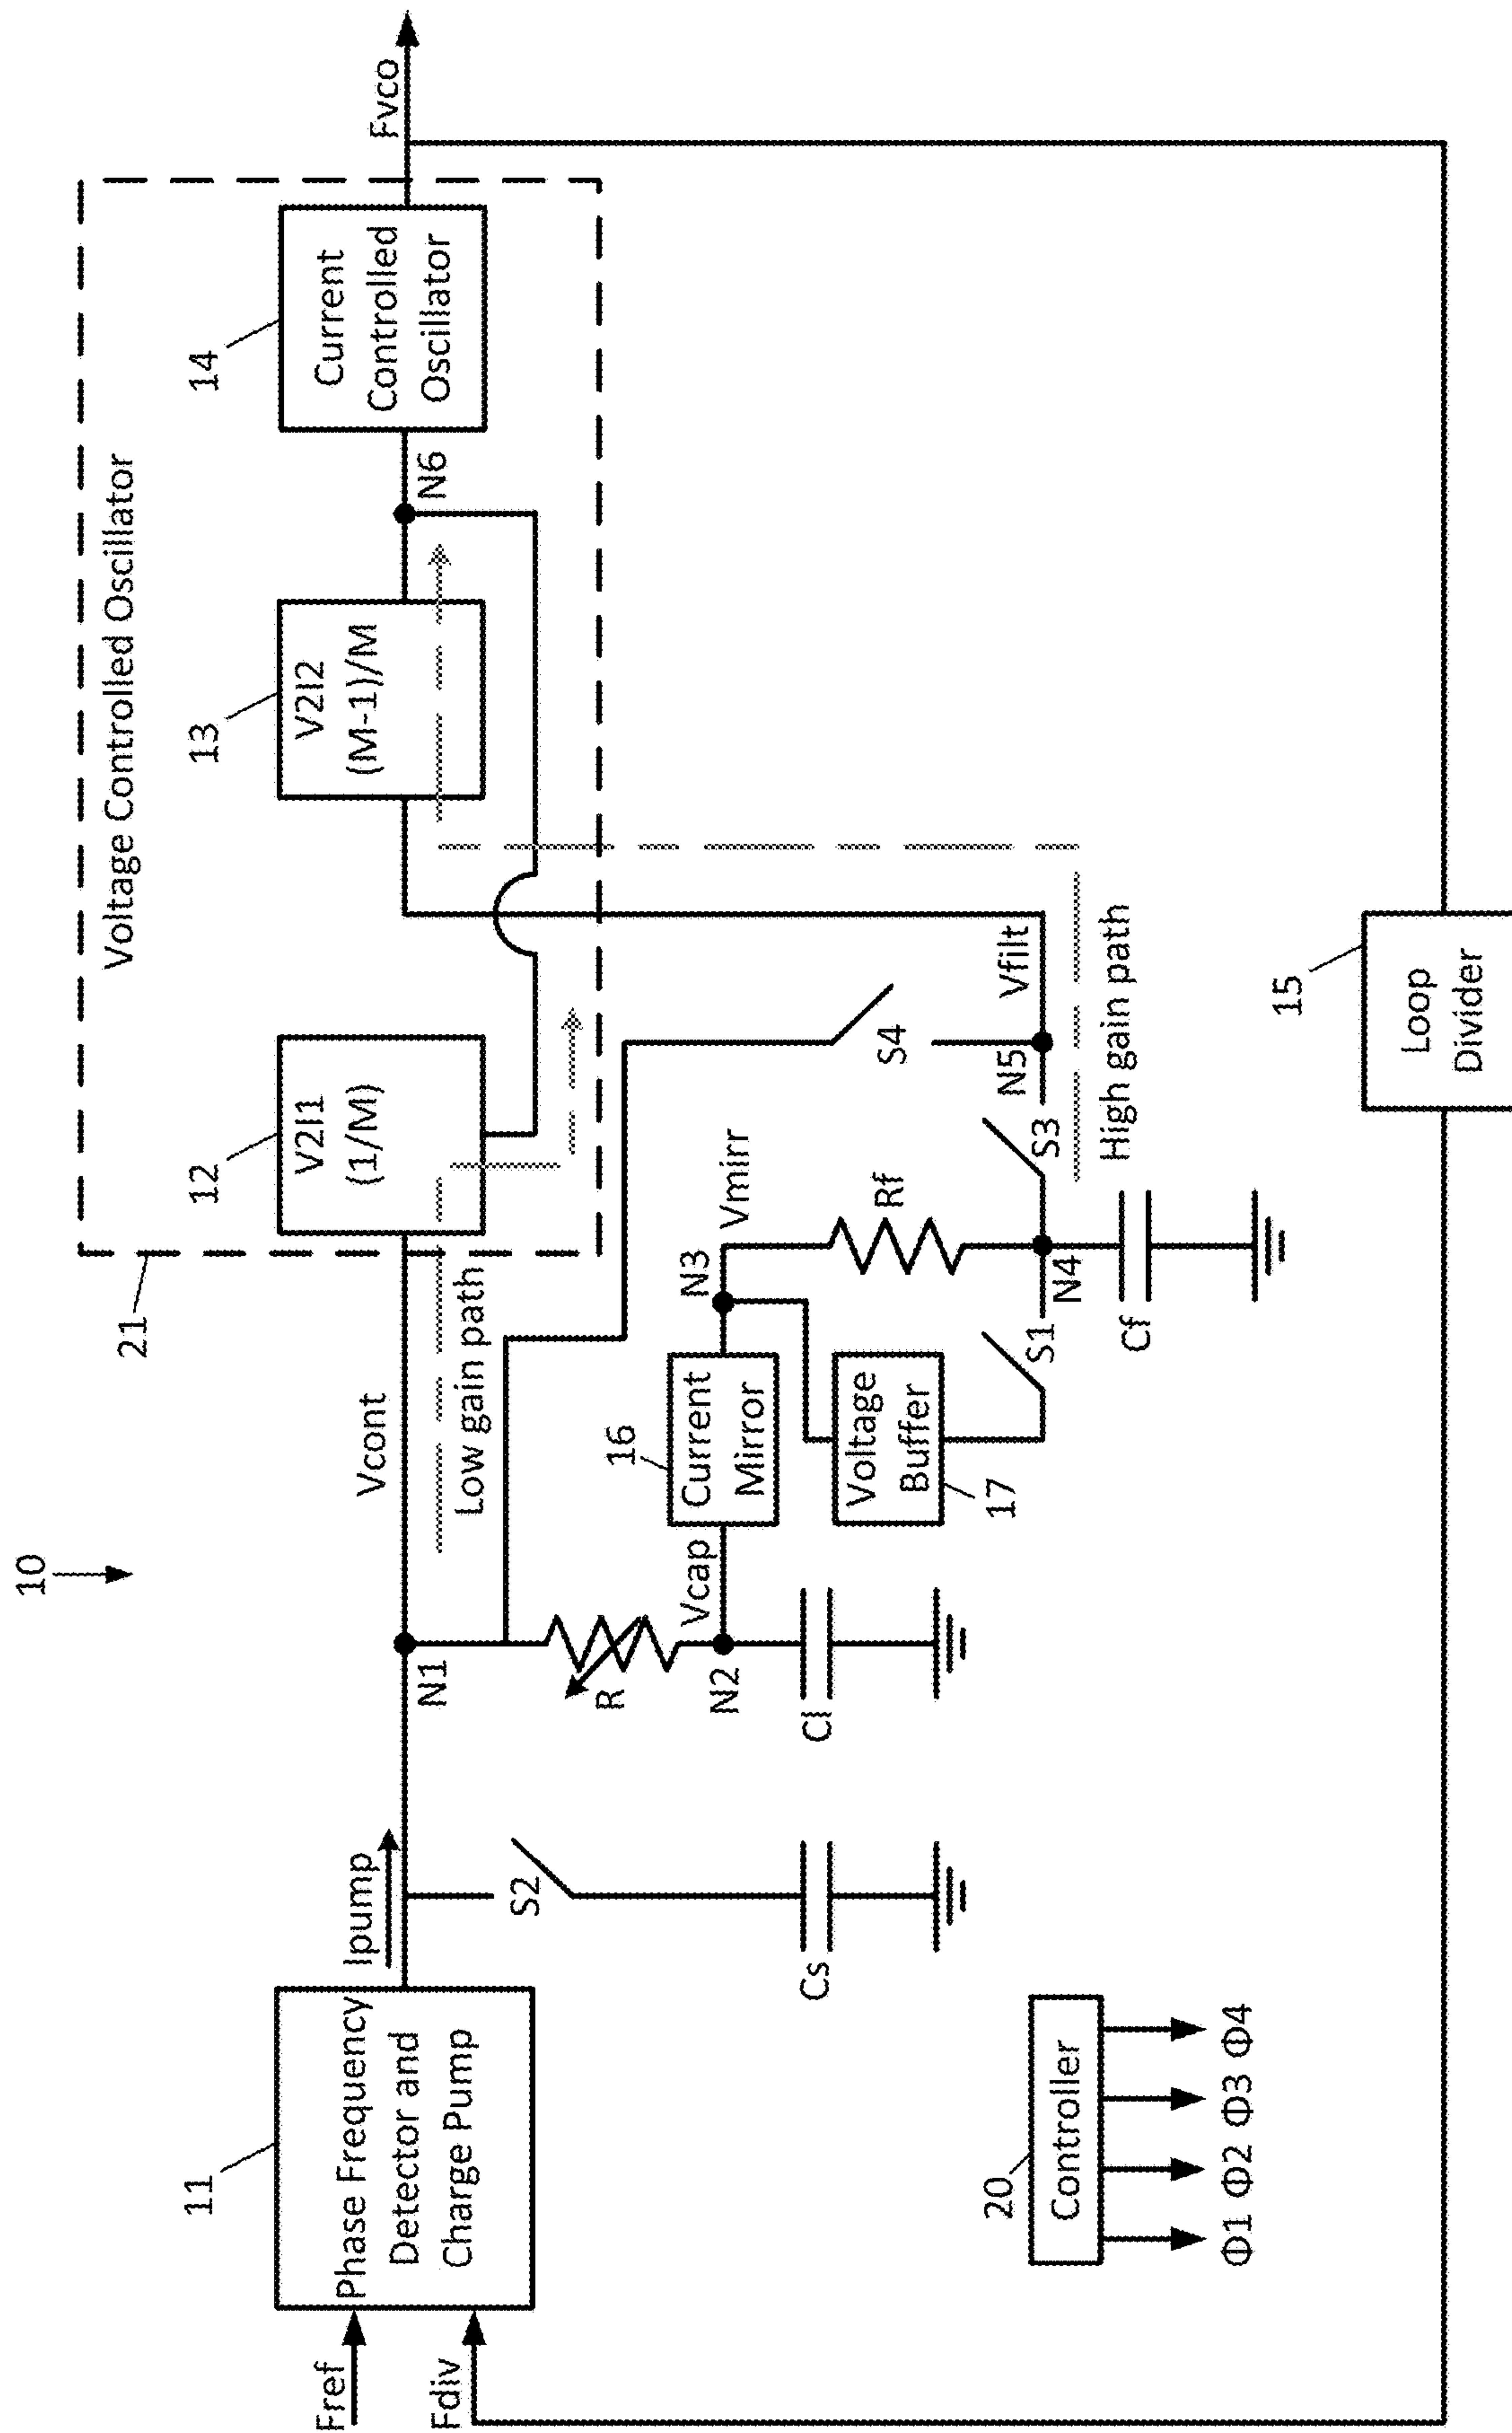 10
Voltage Controlled Oscillator
21
11
Phase Frequency
Detector and
Charge Pump
Fref
Fdiv
Ipump
S2
Cs
N1
Vcont
Low gain path
R
N2
Vcap
Cl
16
Current
Mirror
Voltage
Buffer
17
N3
Vmirr
Rf
S1
N4
Cf
S3
N5
S4
Vfilt
High gain path
12
V2I1
(1/M)
13
V2I2
(M-1)/M
N6
14
Current
Controlled
Oscillator
Fvco
15
Loop
Divider
20
Controller
Φ1 Φ2 Φ3 Φ4